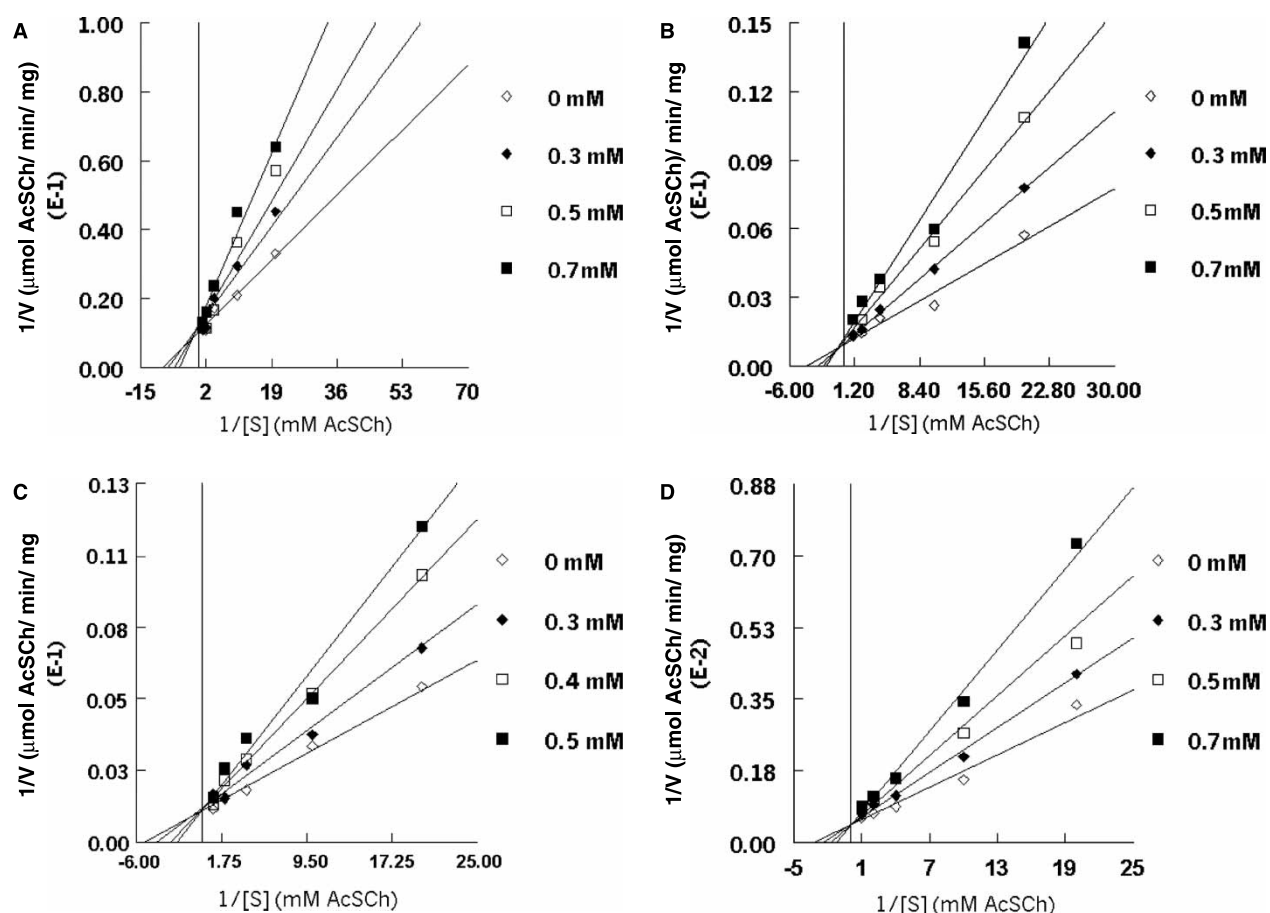 A
1/V (μmol AcSCh/ min/ mg)
(E-1)
1.00
0.80
0.60
0.40
0.20
0.00
-15 2 19 36 53 70
1/[S] (mM AcSCh)
0 mM
0.3 mM
0.5 mM
0.7mM
B
1/V (μmol AcSCh)/ min/ mg
(E-1)
0.15
0.12
0.09
0.06
0.03
0.00
-6.00 1.20 8.40 15.60 22.80 30.00
1/[S] (mM AcSCh)
0 mM
0.3 mM
0.5mM
0.7mM
C
1/V (μmol AcSCh/ min/ mg
(E-1)
0.13
0.11
0.08
0.05
0.03
0.00
-6.00 1.75 9.50 17.25 25.00
1/[S] (mM AcSCh)
0 mM
0.3 mM
0.4 mM
0.5 mM
D
1/V (μmol AcSCh/ min/ mg)
(E-2)
0.88
0.70
0.53
0.35
0.18
0.00
-5 1 7 13 19 25
1/[S] (mM AcSCh)
0 mM
0.3 mM
0.5mM
0.7mM